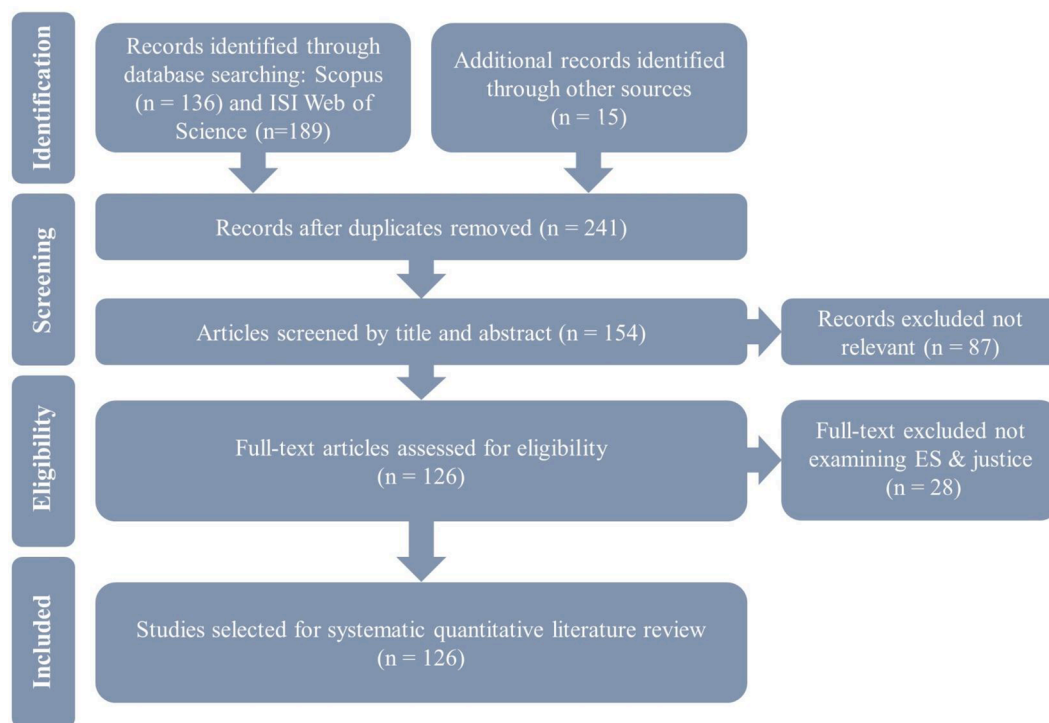 Identification
Records identified through
database searching: Scopus
(n = 136) and ISI Web of
Science (n=189)
Additional records identified
through other sources
(n = 15)
Screening
Records after duplicates removed (n = 241)
Articles screened by title and abstract (n = 154)
Records excluded not
relevant (n = 87)
Eligibility
Full-text articles assessed for eligibility
(n = 126)
Full-text excluded not
examining ES & justice
(n = 28)
Included
Studies selected for systematic quantitative literature review
(n = 126)